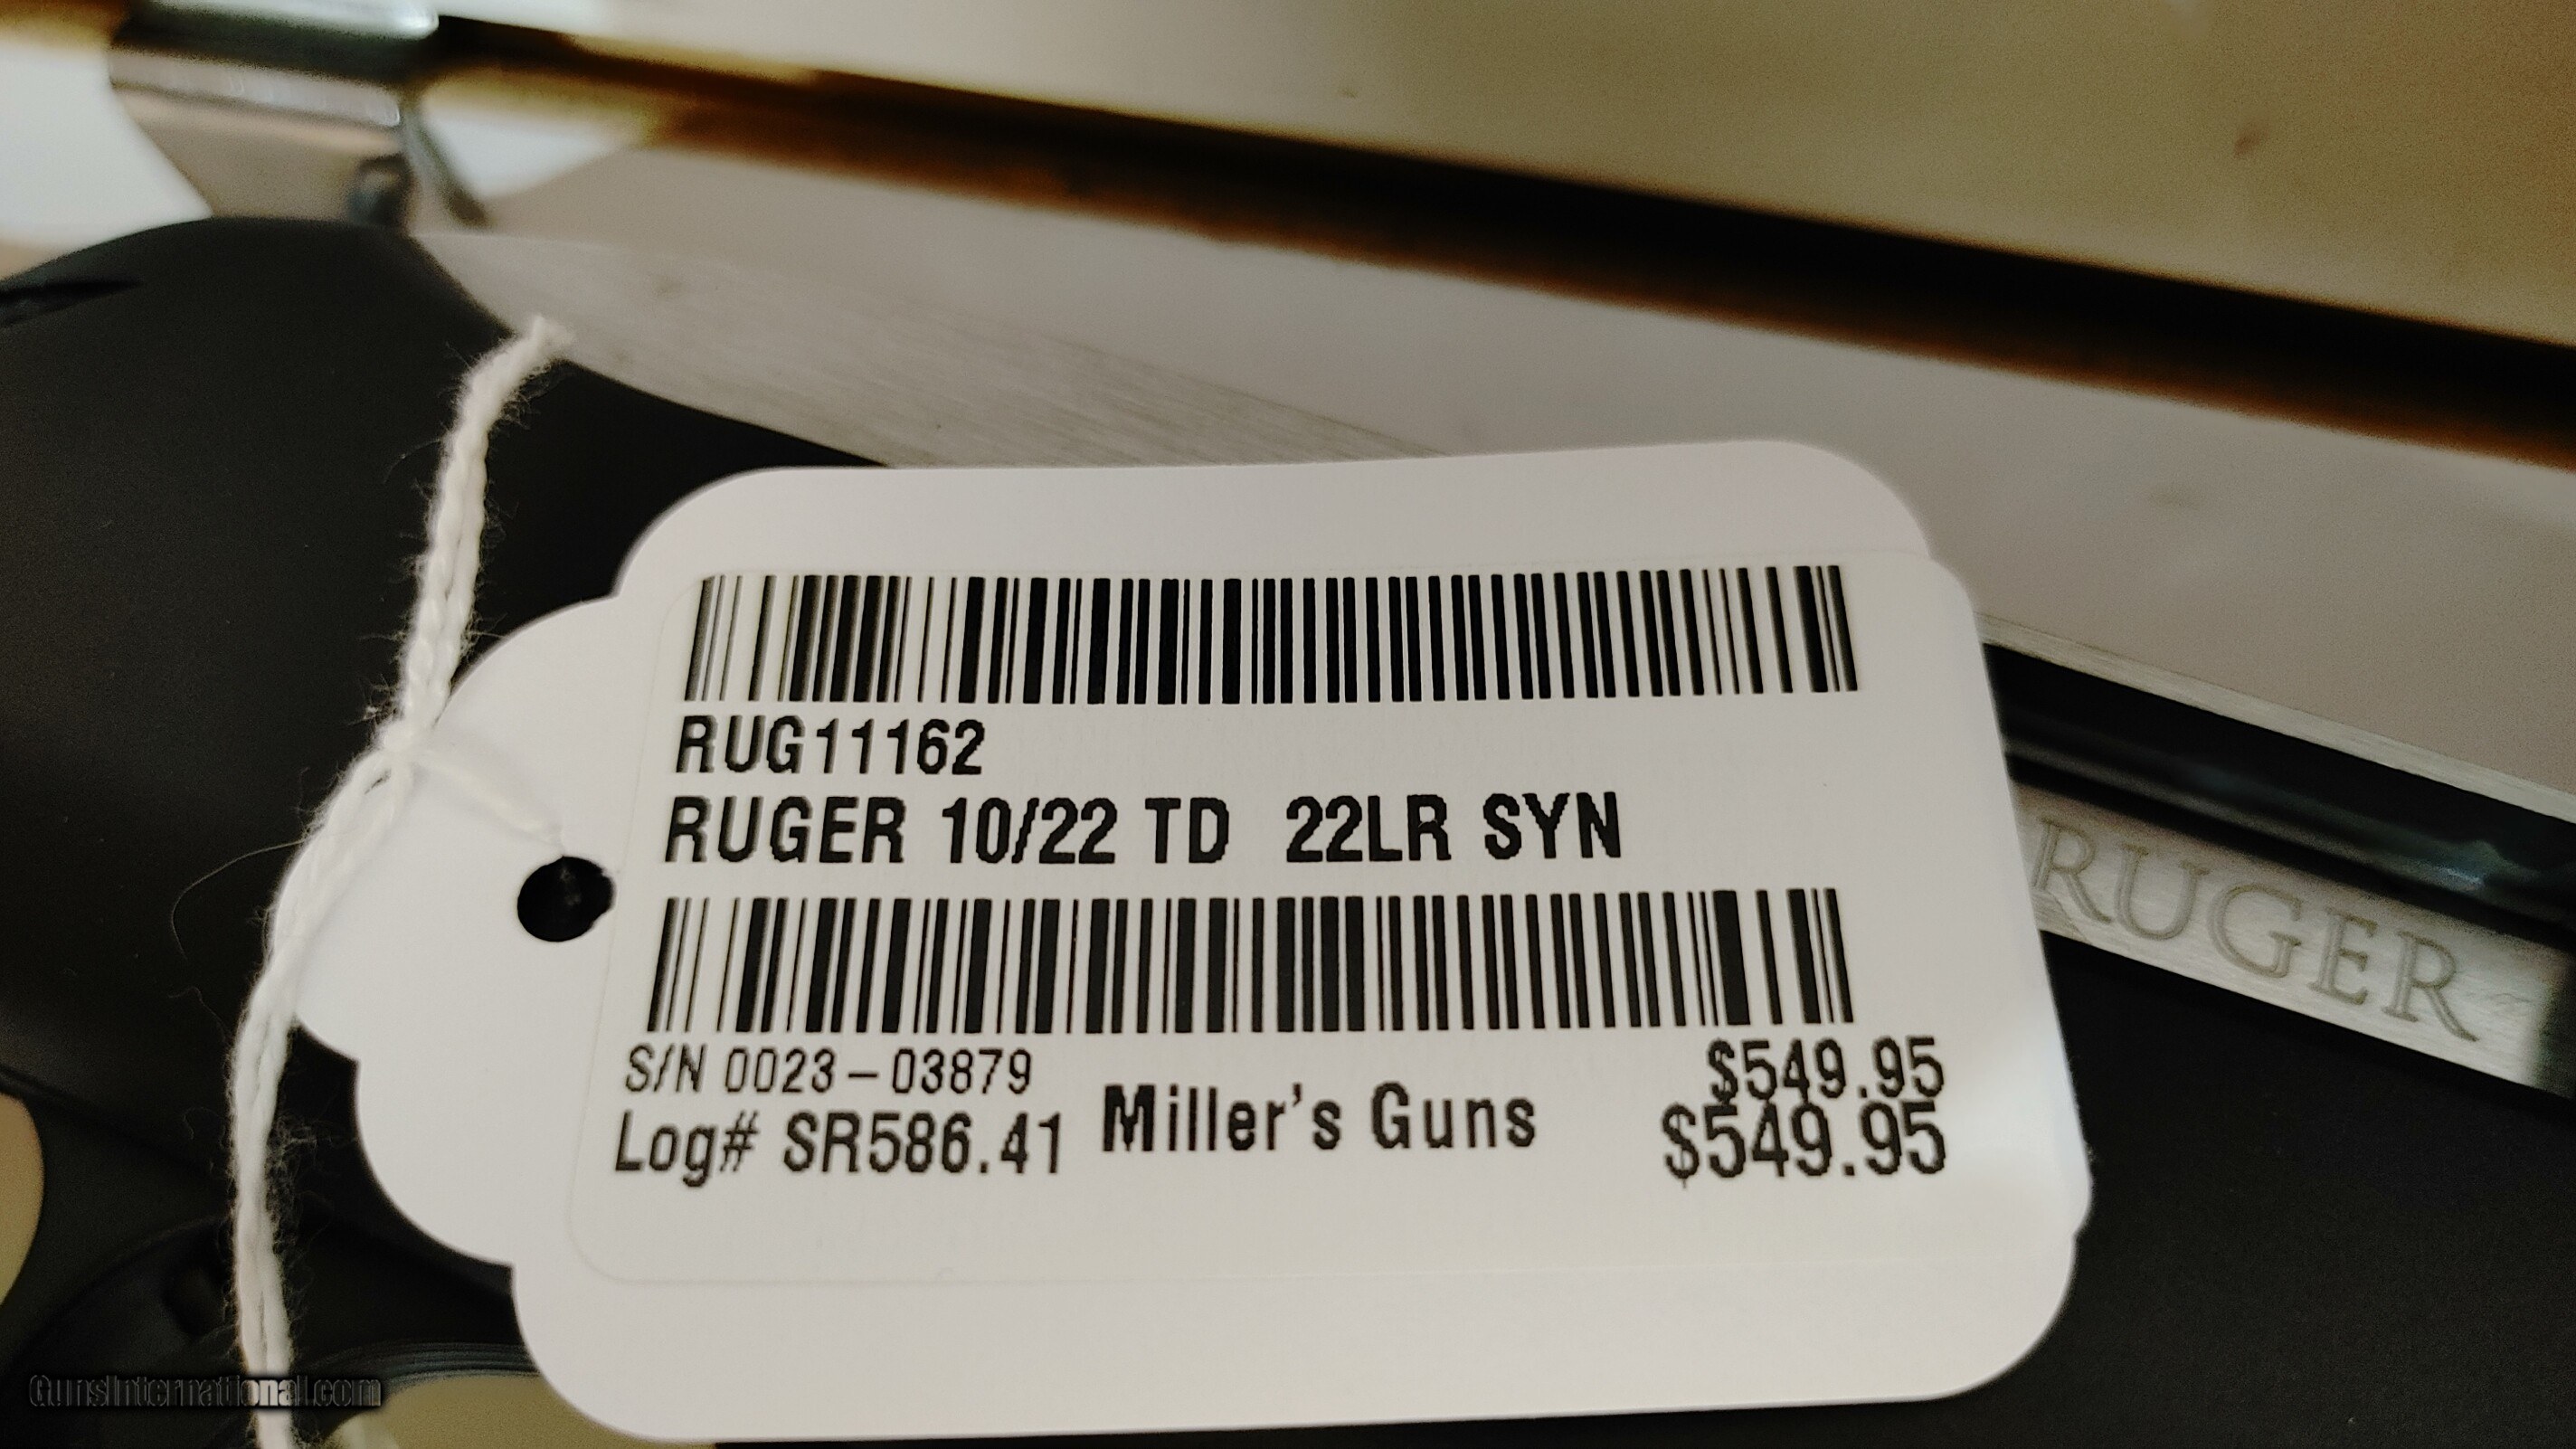 RUG11162
RUGER 10/22 TD 22LR SYN
S/N 0023-03879
$549.95
Log# SR586.41
Miller's Guns
$549.95
RUGER
GunsInternational.com